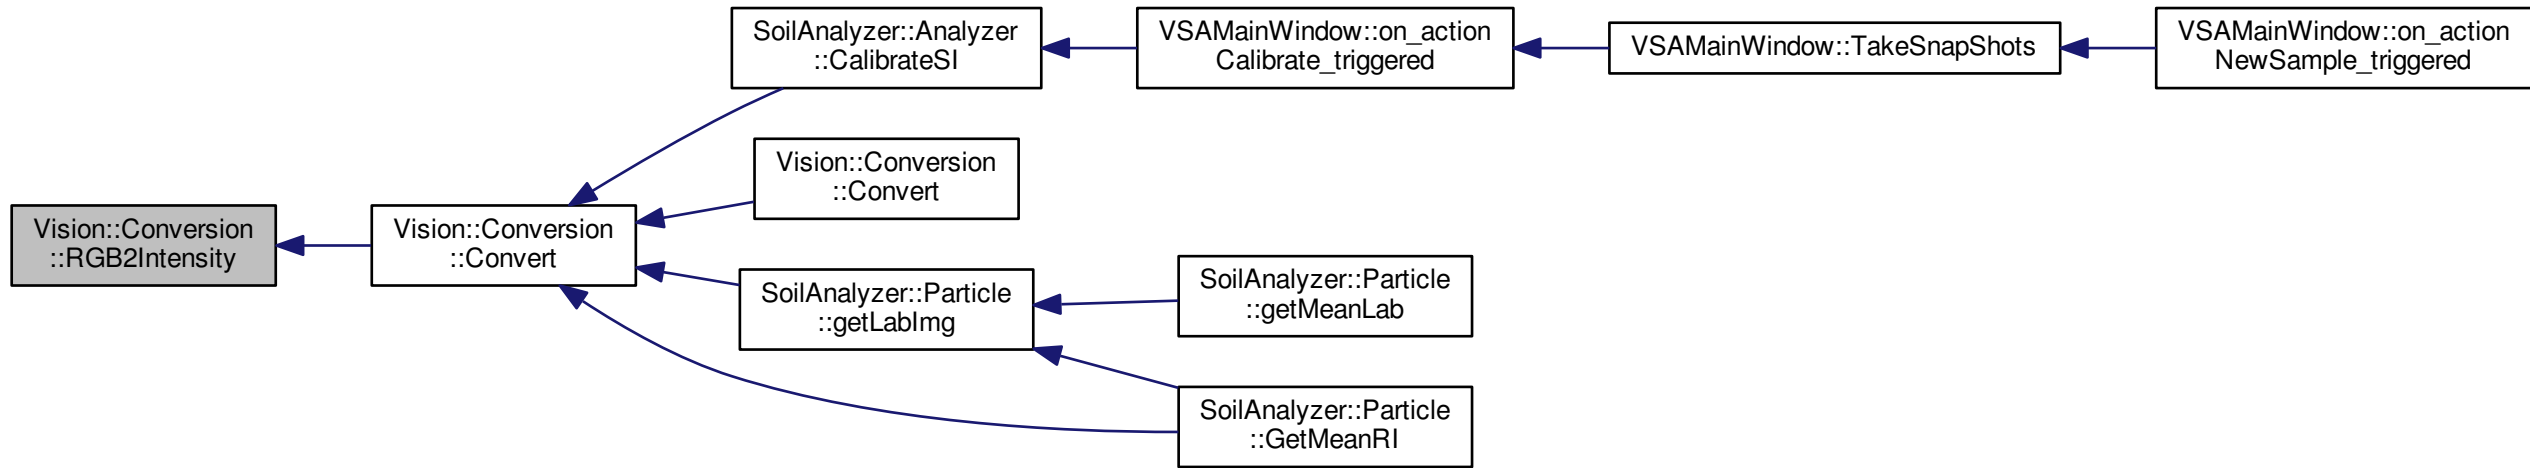 SoilAnalyzer::Analyzer
::CalibrateSI
VSAMainWindow::on_action
Calibrate_triggered
VSAMainWindow::TakeSnapShots
VSAMainWindow::on_action
NewSample_triggered
Vision::Conversion
::Convert
Vision::Conversion
::RGB2Intensity
Vision::Conversion
::Convert
SoilAnalyzer::Particle
::getLabImg
SoilAnalyzer::Particle
::getMeanLab
SoilAnalyzer::Particle
::GetMeanRI